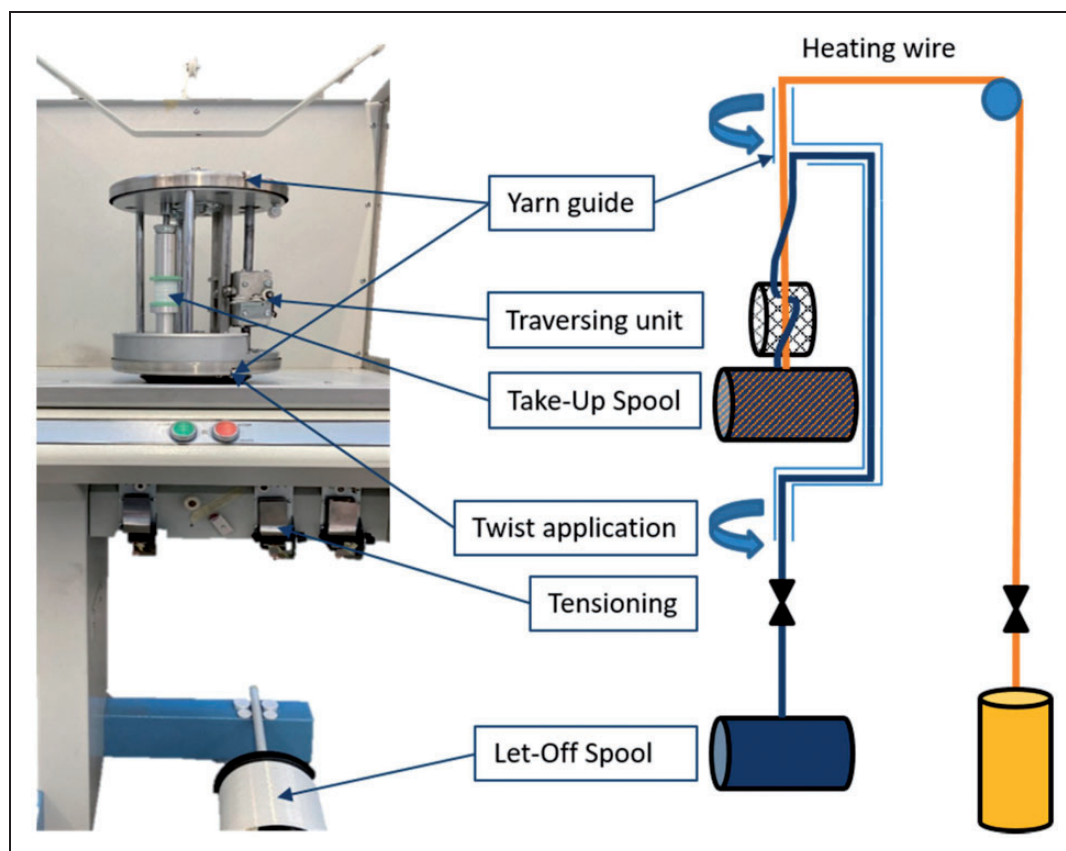 Heating wire
Yarn guide
Traversing unit
Take-Up Spool
Twist application
Tensioning
Let-Off Spool